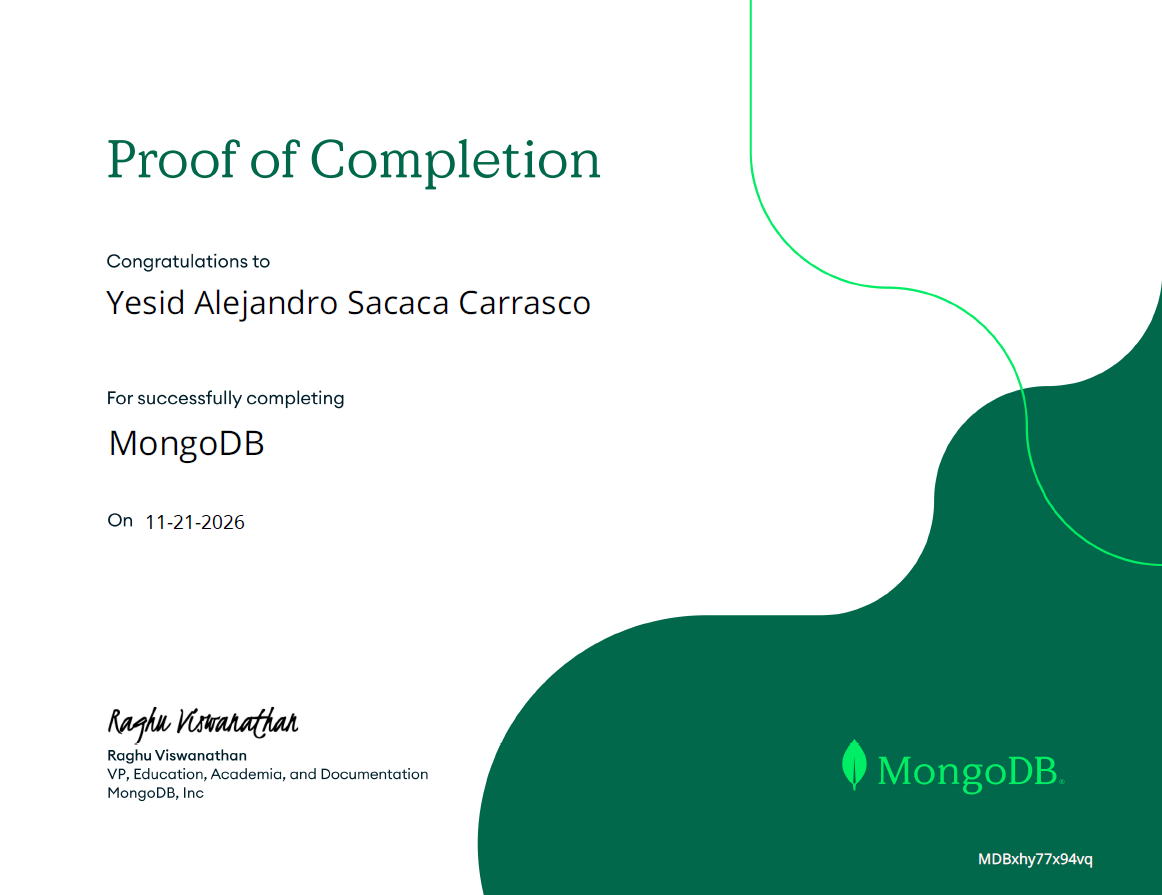 Proof of Completion
Congratulations to
Yesid Alejandro Sacaca Carrasco
For successfully completing
MongoDB
On 11-21-2026
Raghu Viswanathan
Raghu Viswanathan
VP, Education, Academia, and Documentation
MongoDB, Inc
MongoDB®
MDBxhy77x94vq